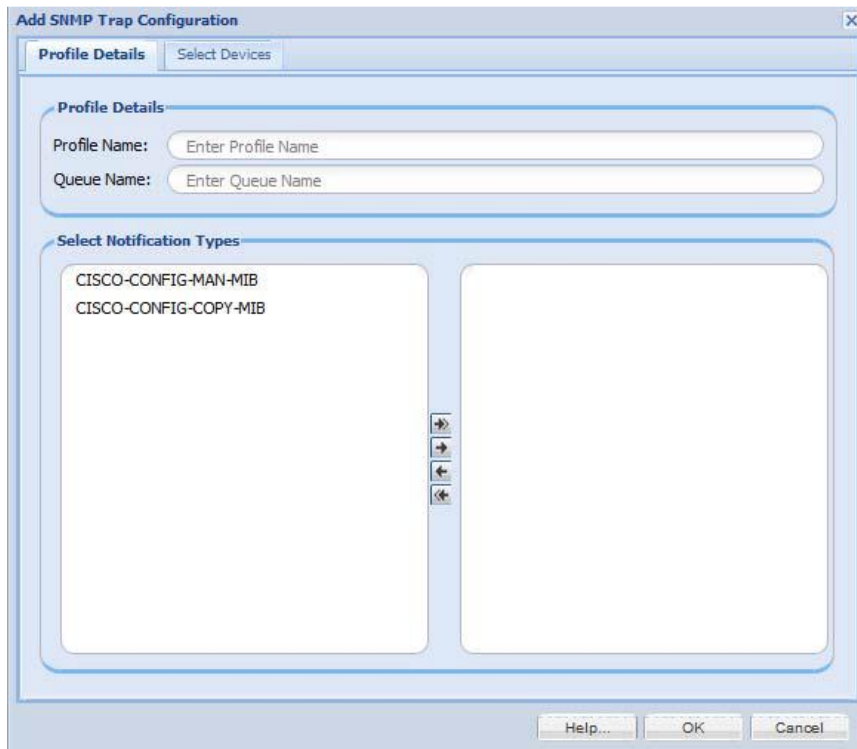 Add SNMP Trap Configuration
Profile Details
Select Devices
Profile Details
Profile Name:
Enter Profile Name
Queue Name:
Enter Queue Name
Select Notification Types
CISCO-CONFIG-MAN-MIB
CISCO-CONFIG-COPY-MIB
Help...
OK
Cancel